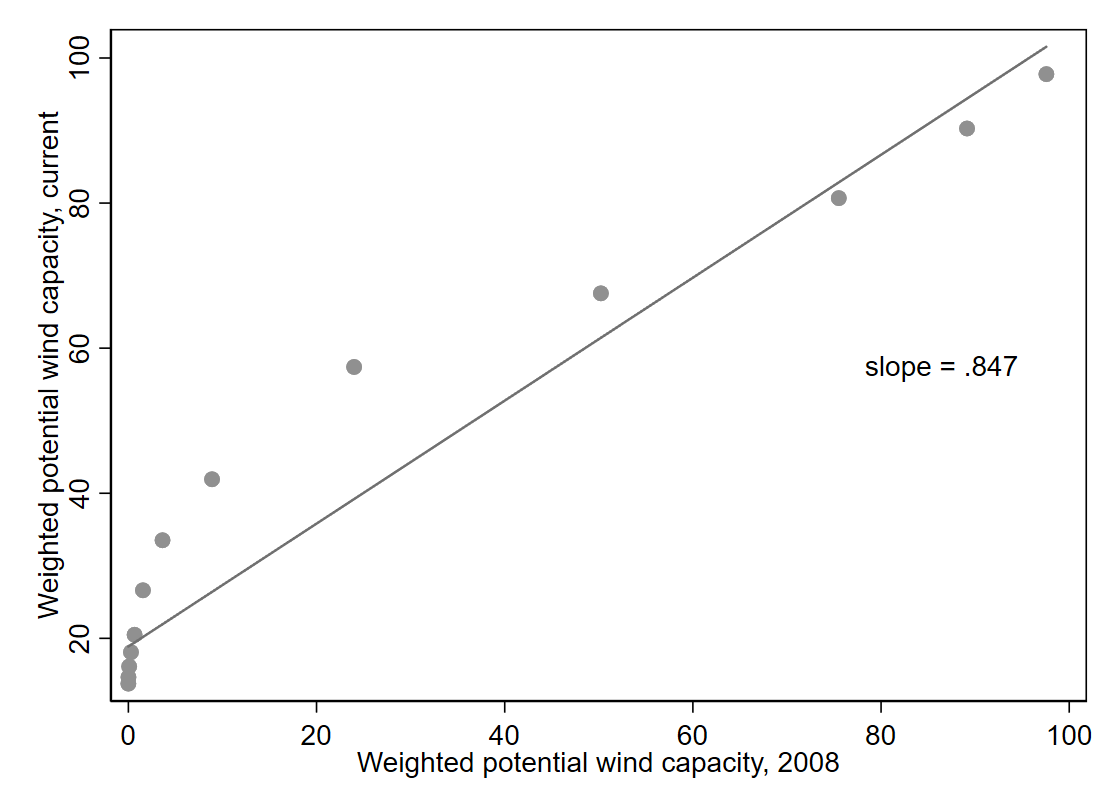 Weighted potential wind capacity, current
100
80
60
40
20
slope = .847
0 20 40 60 80 100
Weighted potential wind capacity, 2008